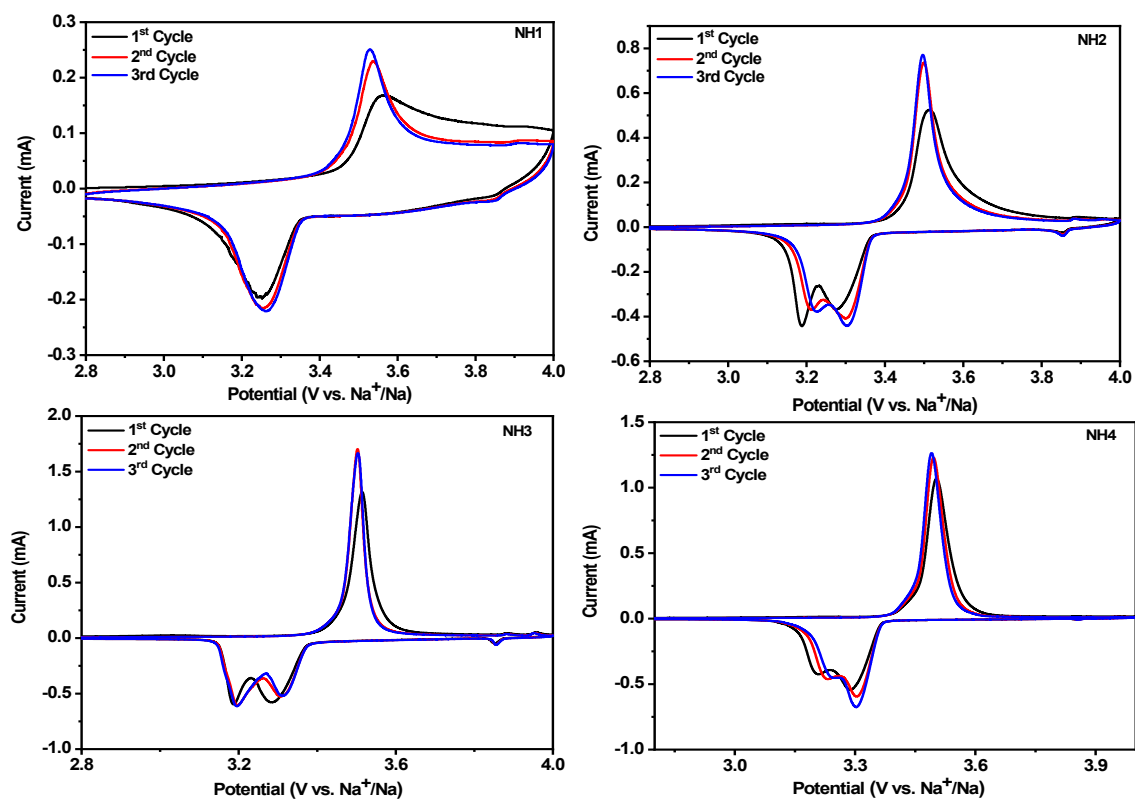 NH1
1st Cycle
2nd Cycle
3rd Cycle
0.3
0.2
0.1
0.0
-0.1
-0.2
-0.3
Current (mA)
2.8 3.0 3.2 3.4 3.6 3.8 4.0
Potential (V vs. Na+/Na)
NH2
1st Cycle
2nd Cycle
3rd Cycle
0.8
0.6
0.4
0.2
0.0
-0.2
-0.4
-0.6
Current (mA)
2.8 3.0 3.2 3.4 3.6 3.8 4.0
Potential (V vs. Na+/Na)
NH3
1st Cycle
2nd Cycle
3rd Cycle
2.0
1.5
1.0
0.5
0.0
-0.5
-1.0
Current (mA)
2.8 3.2 3.6 4.0
Potential (V vs. Na+/Na)
NH4
1st Cycle
2nd Cycle
3rd Cycle
1.5
1.0
0.5
0.0
-0.5
-1.0
Current (mA)
3.0 3.3 3.6 3.9
Potential (V vs. Na+/Na)